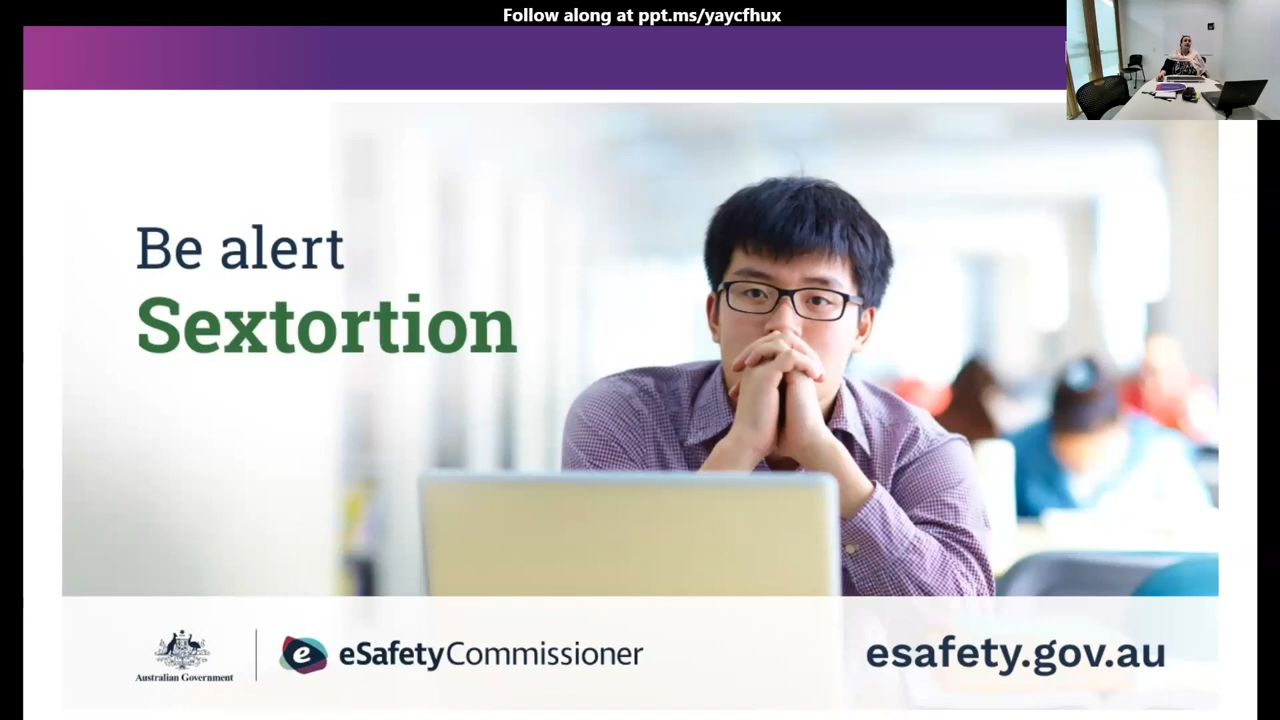 Follow along at ppt.ms/yaycfhux
Be alert
Sextortion
Australian Government
e
eSafetyCommissioner
esafety.gov.au